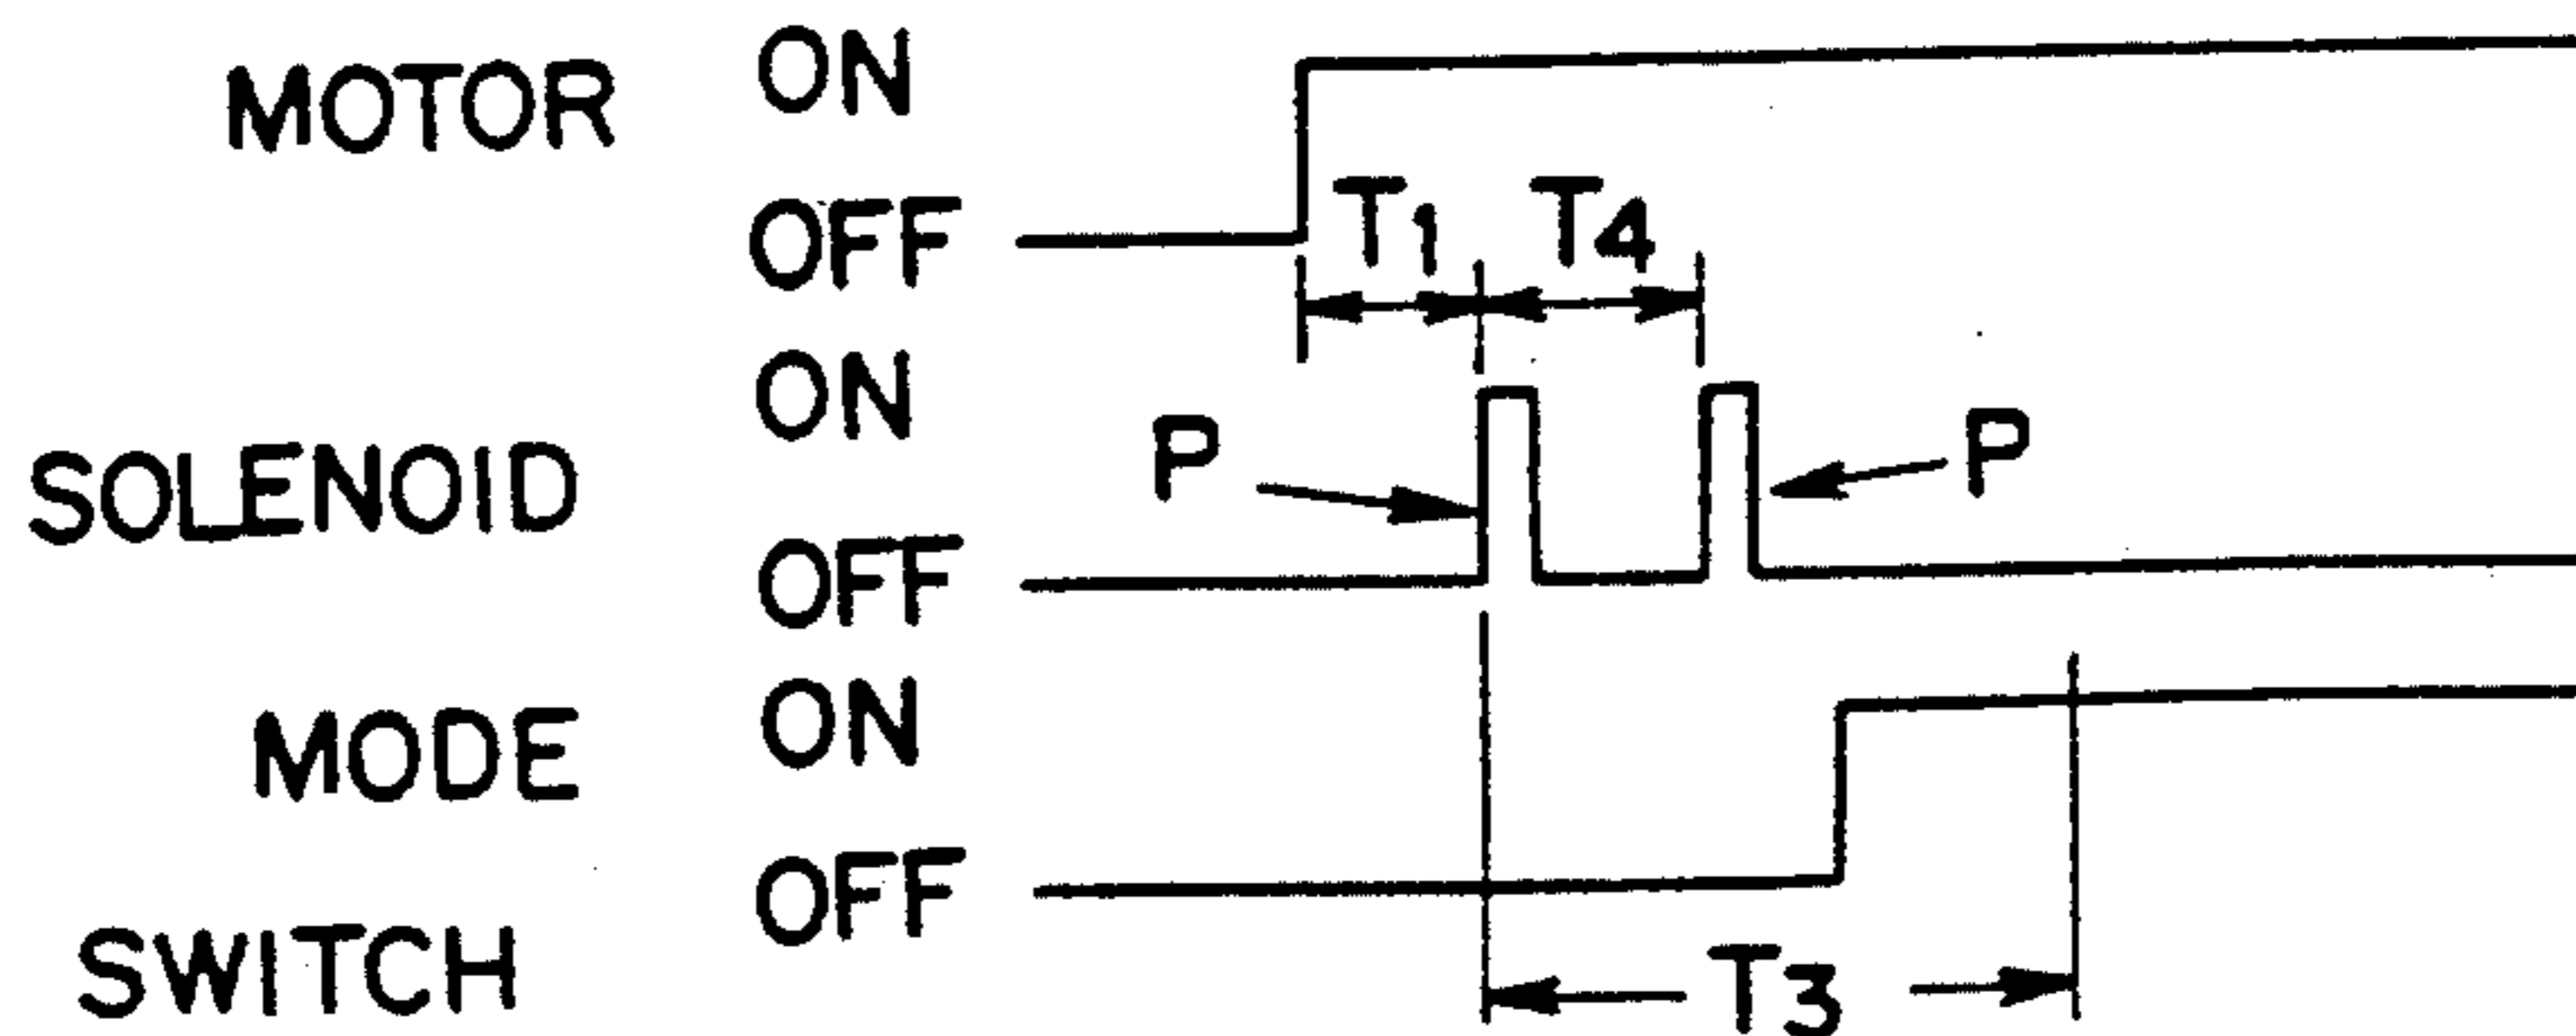 MOTOR
ON
OFF
T1 T4
SOLENOID
ON
OFF
P P
MODE
SWITCH
ON
OFF
T3